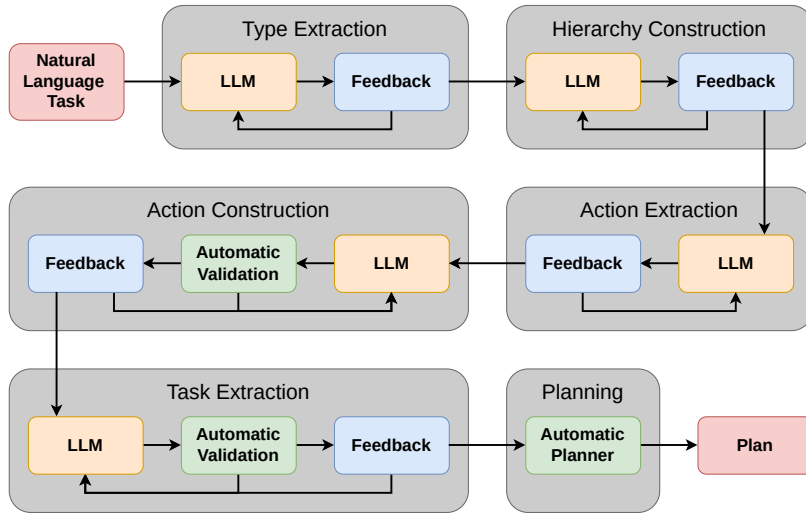 Type Extraction
Hierarchy Construction
Natural
Language
Task
LLM
Feedback
LLM
Feedback
Action Construction
Action Extraction
Feedback
Automatic
Validation
LLM
Feedback
LLM
Task Extraction
Planning
LLM
Automatic
Validation
Feedback
Automatic
Planner
Plan